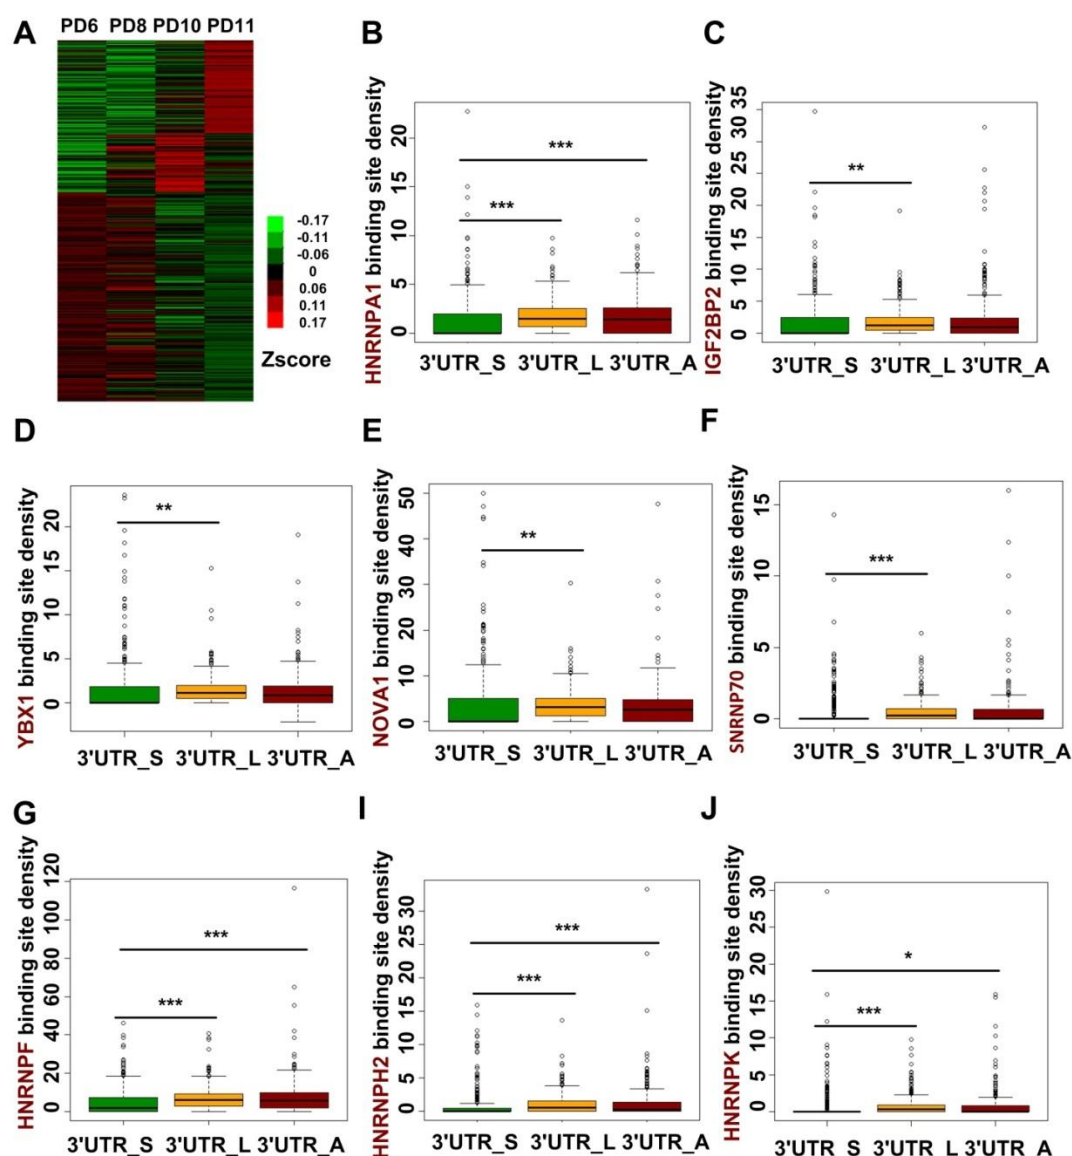 A
PD6 PD8 PD10 PD11
-0.17
-0.11
-0.06
0
0.06
0.11
0.17
Zscore
B
HNRNPA1 binding site density
20
15
10
5
0
***
***
3'UTR_S 3'UTR_L 3'UTR_A
C
IGF2BP2 binding site density
35
30
25
20
15
10
5
0
**
3'UTR_S 3'UTR_L 3'UTR_A
D
YBX1 binding site density
20
15
10
5
0
**
3'UTR_S 3'UTR_L 3'UTR_A
E
NOVA1 binding site density
50
40
30
20
10
0
**
3'UTR_S 3'UTR_L 3'UTR_A
F
SNRNP70 binding site density
15
10
5
0
***
3'UTR_S 3'UTR_L 3'UTR_A
G
HNRNPF binding site density
120
100
80
60
40
20
0
***
***
3'UTR_S 3'UTR_L 3'UTR_A
I
HNRNPH2 binding site density
30
25
20
15
10
5
0
***
***
3'UTR_S 3'UTR_L 3'UTR_A
J
HNRNPK binding site density
30
25
20
15
10
5
0
*
***
3'UTR_S 3'UTR_L 3'UTR_A